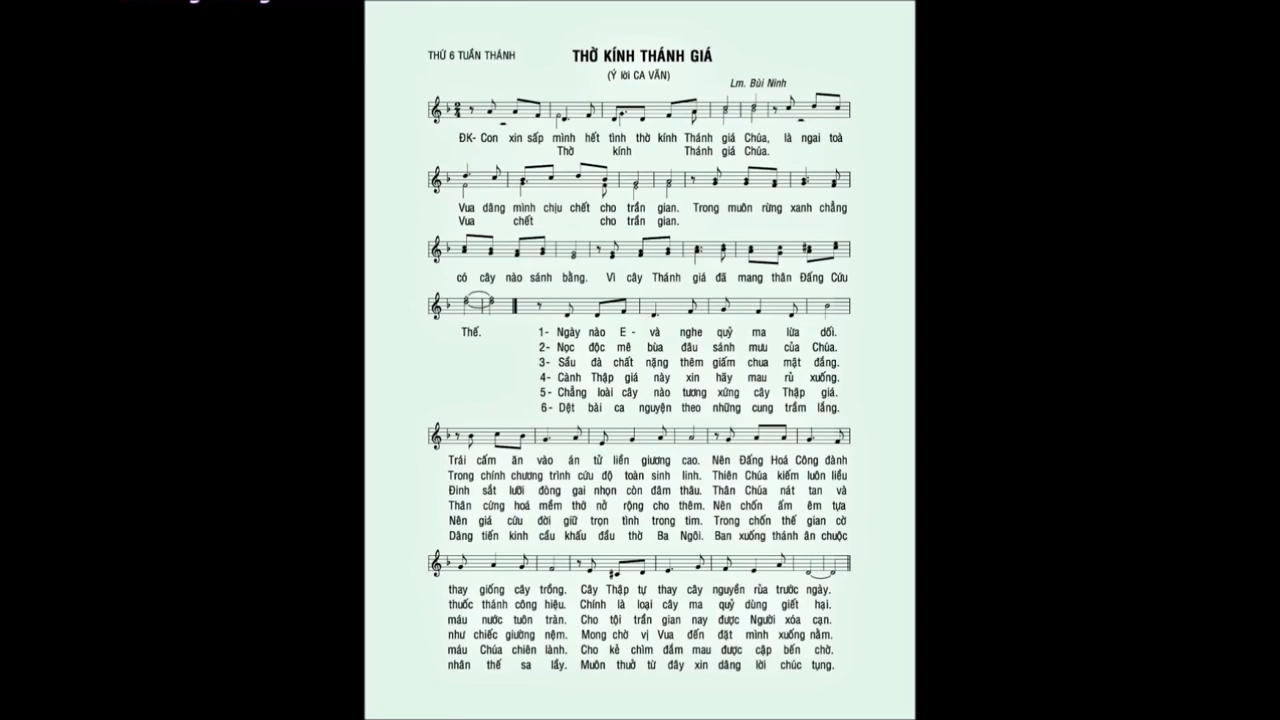 THỨ 6 TUẦN THÁNH
THỜ KÍNH THÁNH GIÁ
(Ý lời CA VÃN)
Lm. Bùi Ninh
ĐK- Con xin sấp mình hết tình thờ kính Thánh giá Chúa, là ngai toà
Thờ kính Thánh giá Chúa.
Vua dâng mình chịu chết cho trần gian. Trong muôn rừng xanh chẳng
Vua chết cho trần gian.
có cây nào sánh bằng. Vì cây Thánh giá đã mang thân Đấng Cứu
Thế. 1- Ngày nào E - và nghe quỷ ma lừa dối.
2- Nọc độc mê bùa đâu sánh mưu của Chúa.
3- Sầu đà chất nặng thêm giấm chua mật đắng.
4- Cành Thập giá này xin hãy mau rủ xuống.
5- Chẳng loài cây nào tương xứng cây Thập giá.
6- Dệt bài ca nguyện theo những cung trầm lắng.
Trái cấm ăn vào án tử liền giương cao. Nên Đấng Hoá Công đành
Trong chính chương trình cứu độ toàn sinh linh. Thiên Chúa kiếm luôn liều
Đinh sắt lưỡi đòng gai nhọn còn đâm thâu. Thân Chúa nát tan và
Thân cứng hoá mềm thớ nở rộng cho thêm. Nên chốn ấm êm tựa
Nên giá cứu đời giữ trọn tình trong tim. Trong chốn thế gian cờ
Dâng tiến kinh cầu khấu đầu thờ Ba Ngôi. Ban xuống thánh ân chuộc
thay giống cây trồng. Cây Thập tự thay cây nguyền rủa trước ngày.
thuốc thánh công hiệu. Chính là loại cây ma quỷ dùng giết hại.
máu nước tuôn tràn. Cho tội trần gian nay được Người xóa cạn.
như chiếc giường nệm. Mong chờ vị Vua đến đặt mình xuống nằm.
máu Chúa chiên lành. Cho kẻ chìm đắm mau được cập bến chờ.
nhân thế sa lầy. Muôn thuở từ đây xin dâng lời chúc tụng.